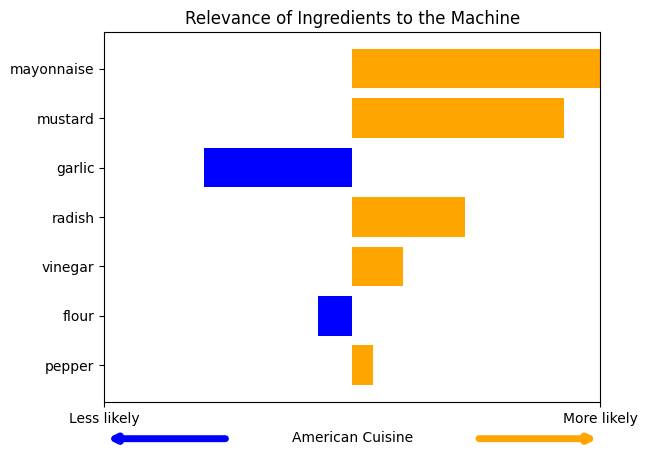 Relevance of Ingredients to the Machine
mayonnaise
mustard
garlic
radish
vinegar
flour
pepper
Less likely
More likely
American Cuisine